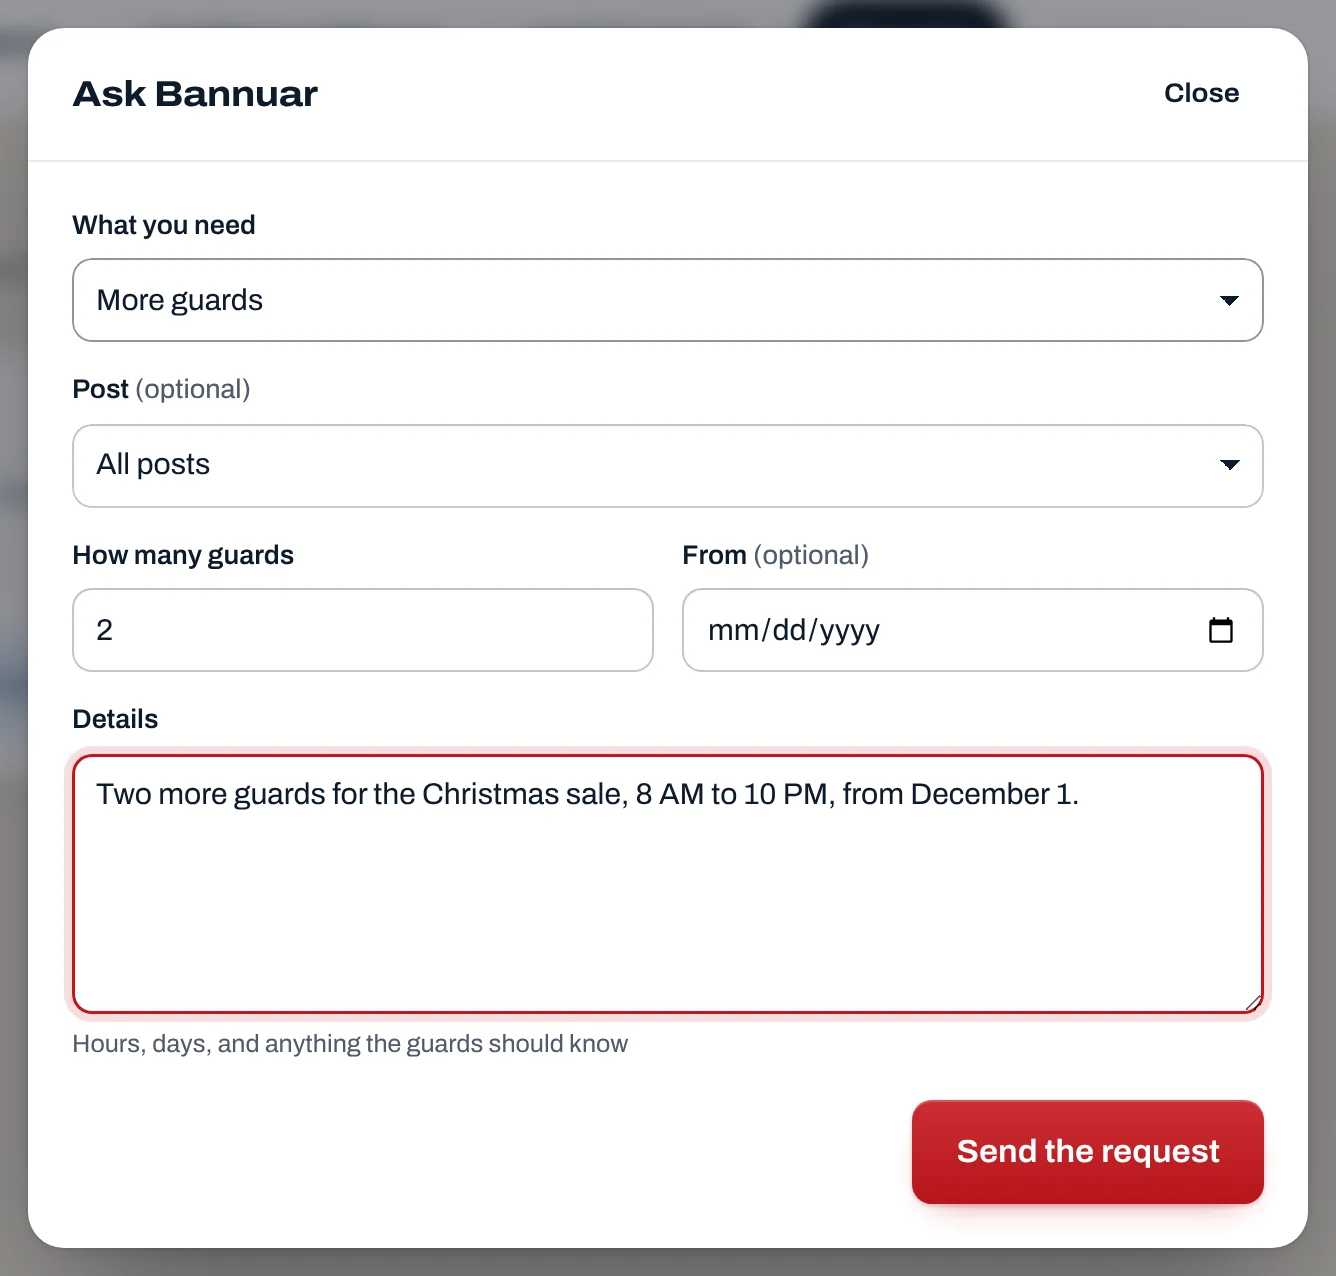 Ask Bannuar
Close
What you need
More guards
Post (optional)
All posts
How many guards
From (optional)
2
mm/dd/yyyy
Details
Two more guards for the Christmas sale, 8 AM to 10 PM, from December 1.
Hours, days, and anything the guards should know
Send the request